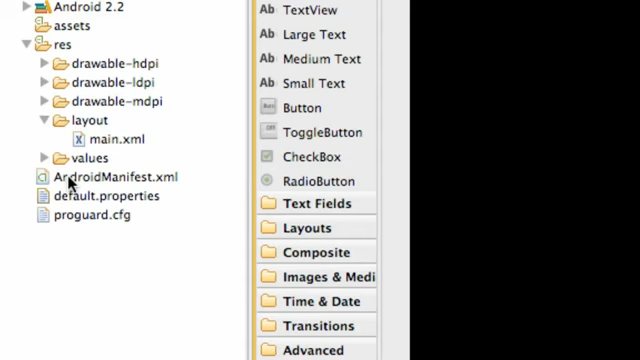 Android 2.2
assets
res
drawable-hdpi
drawable-ldpi
drawable-mdpi
layout
main.xml
values
AndroidManifest.xml
default.properties
proguard.cfg
Ab TextView
Ab Large Text
Ab Medium Text
Ab Small Text
Button
OFF ToggleButton
CheckBox
RadioButton
Text Fields
Layouts
Composite
Images & Medi
Time & Date
Transitions
Advanced